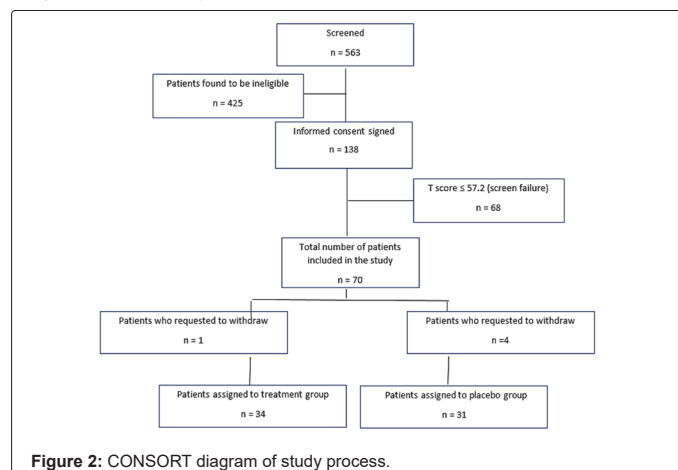 Screened
n = 563
Patients found to be ineligible
n = 425
Informed consent signed
n = 138
T score ≤ 57.2 (screen failure)
n = 68
Total number of patients
included in the study
n = 70
Patients who requested to withdraw
n = 1
Patients who requested to withdraw
n =4
Patients assigned to treatment group
n = 34
Patients assigned to placebo group
n = 31
Figure 2: CONSORT diagram of study process.